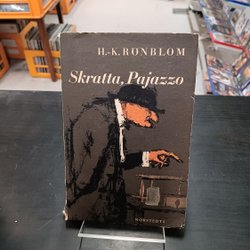 H.-K. RÖNBLOM
Skratta, Pajazzo
NORSTEDTS